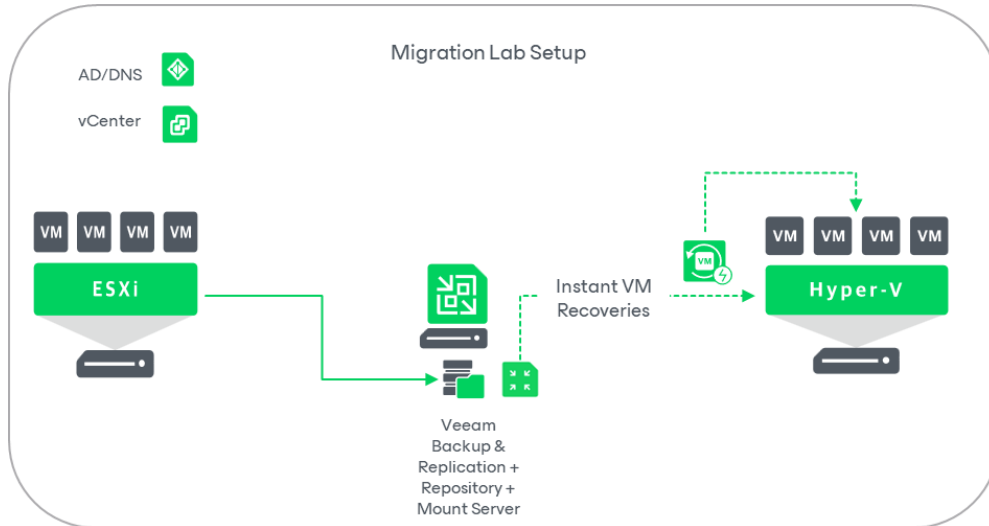 Migration Lab Setup
AD/DNS
vCenter
VM VM VM VM
ESXi
Instant VM
Recoveries
VM
VM VM VM VM
Hyper-V
Veeam
Backup &
Replication +
Repository +
Mount Server